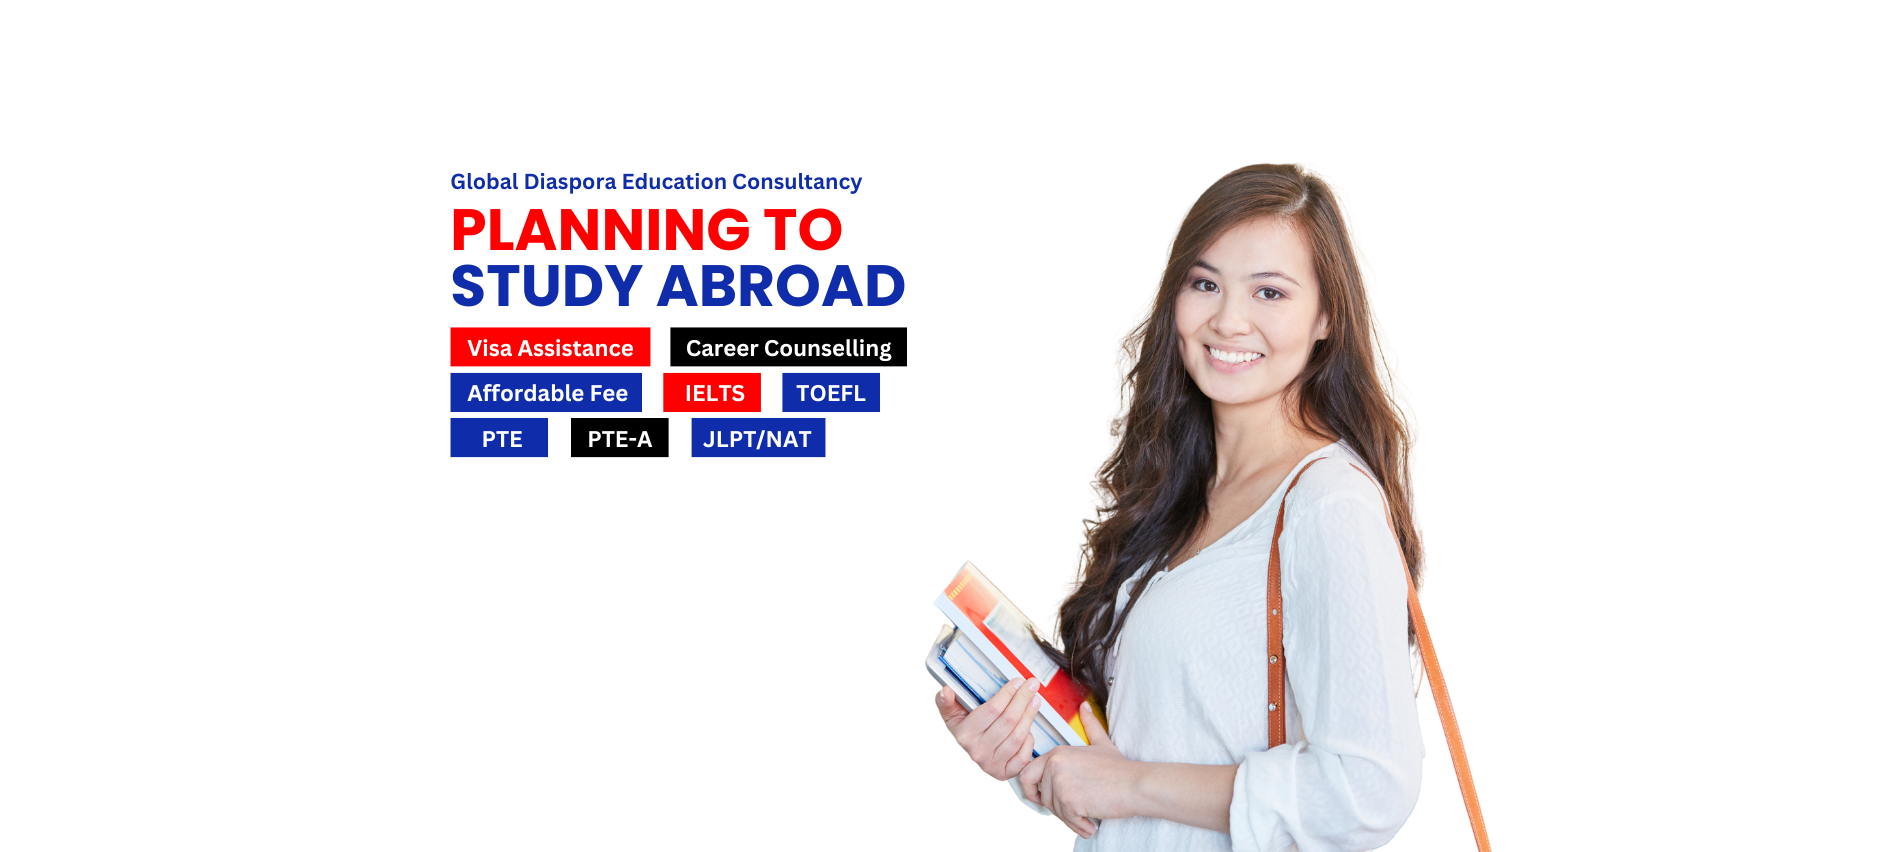 Global Diaspora Education Consultancy
PLANNING TO
STUDY ABROAD
Visa Assistance Career Counselling
Affordable Fee IELTS TOEFL
PTE PTE-A JLPT/NAT